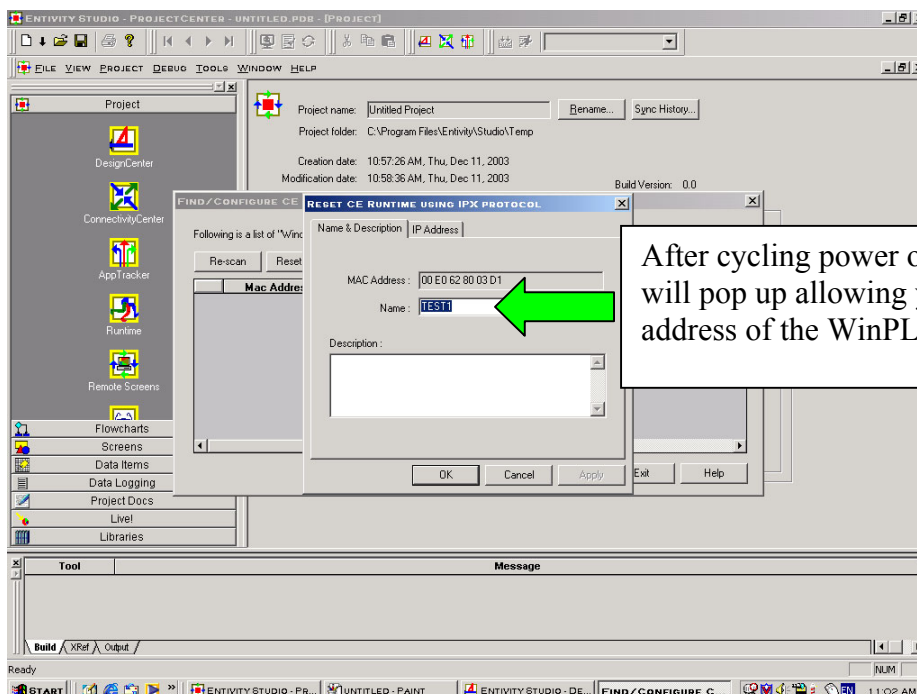 ENTIVITY STUDIO - PROJECTCENTER - UNTITLED.PDB - [PROJECT]
FILE VIEW PROJECT DEBUG TOOLS WINDOW HELP
Project
DesignCenter
ConnectivityCenter
AppTracker
Runtime
Remote Screens
Flowcharts
Screens
Data Items
Data Logging
Project Docs
Live!
Libraries
Project name: Untitled Project Rename... Sync History...
Project folder: C:\Program Files\Entivity\Studio\Temp
Creation date: 10:57:26 AM, Thu, Dec 11, 2003
Modification date: 10:58:36 AM, Thu, Dec 11, 2003
Build Version: 0.0
FIND/CONFIGURE CE
Following is a list of "Winc
Re-scan Reset
Mac Addre
Exit Help
RESET CE RUNTIME USING IPX PROTOCOL
Name & Description IP Address
MAC Address: 00 E0 62 80 03 D1
Name: TEST1
Description:
OK Cancel Apply
After cycling power
will pop up allowing
address of the WinPL
Tool Message
Build XRef Output
Ready NUM
START ENTIVITY STUDIO - PR... UNTITLED - PAINT ENTIVITY STUDIO - DE... FIND/CONFIGURE C... EN 11:02 AM